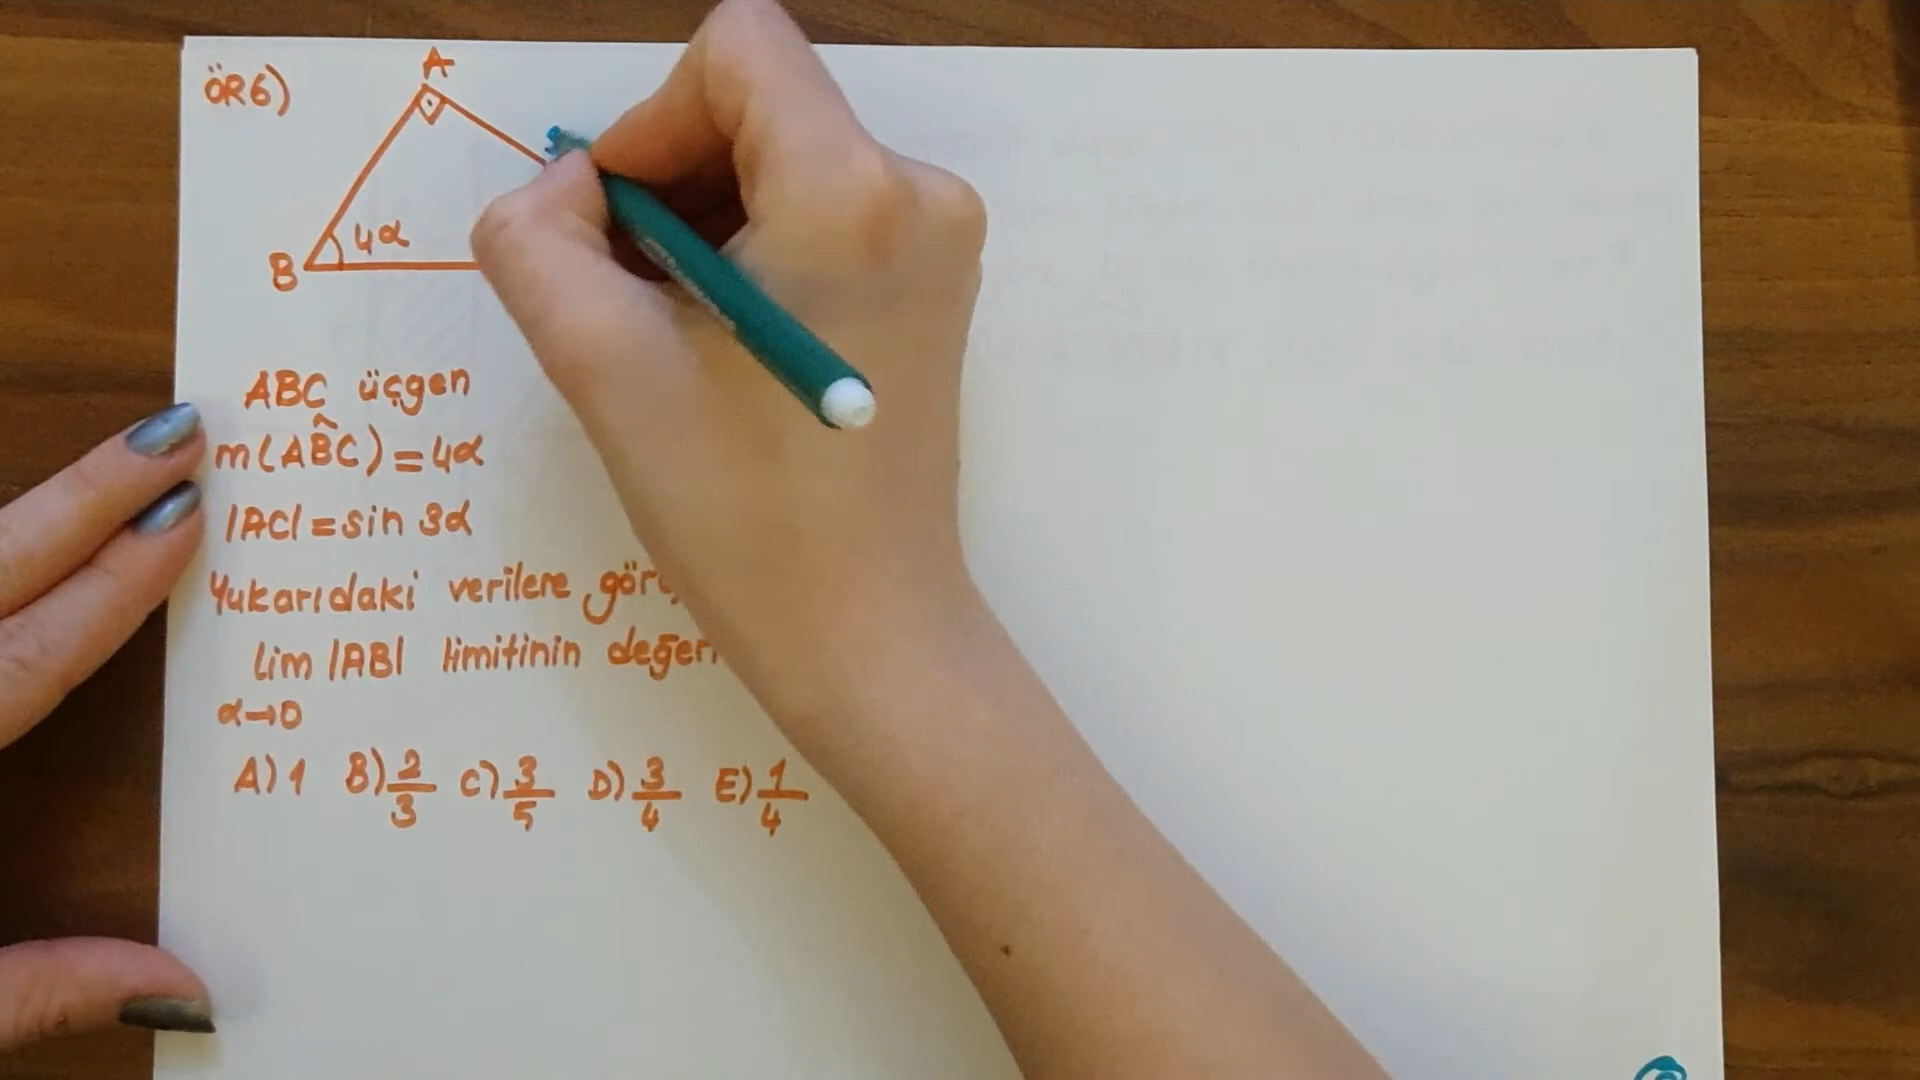 ÖR6)
A
B 4α
ABC üçgen
m(ABC) = 4α
|AC| = sin 3α
Yukarıdaki verilere
lim |AB| limitinin
α→0
A) 1 B) 2/3 C) 3/5 D) 3/4 E) 1/4